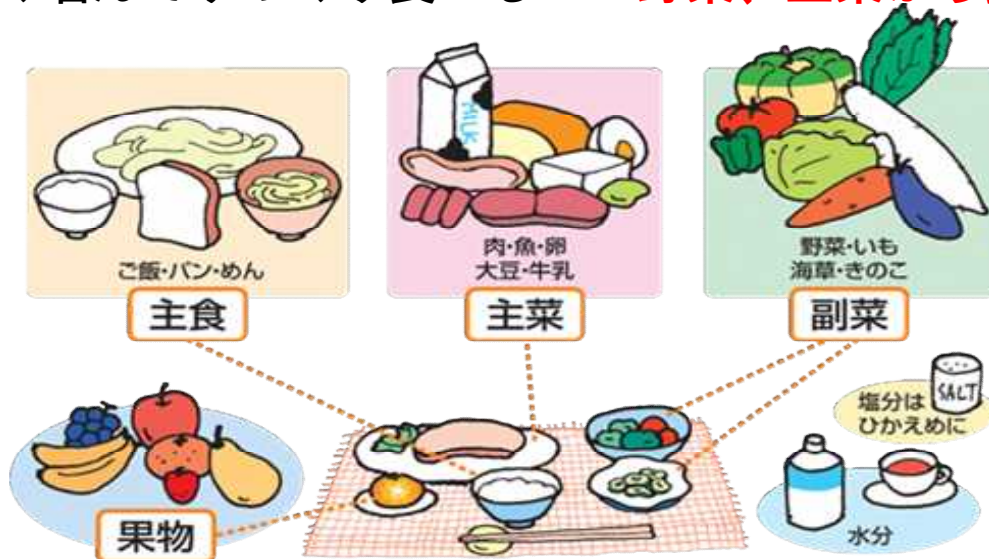 MILK
ご飯・パン・めん
主食
肉・魚・卵
大豆・牛乳
主菜
野菜・いも
海草・きのこ
副菜
果物
SALT
塩分は
ひかえめに
水分